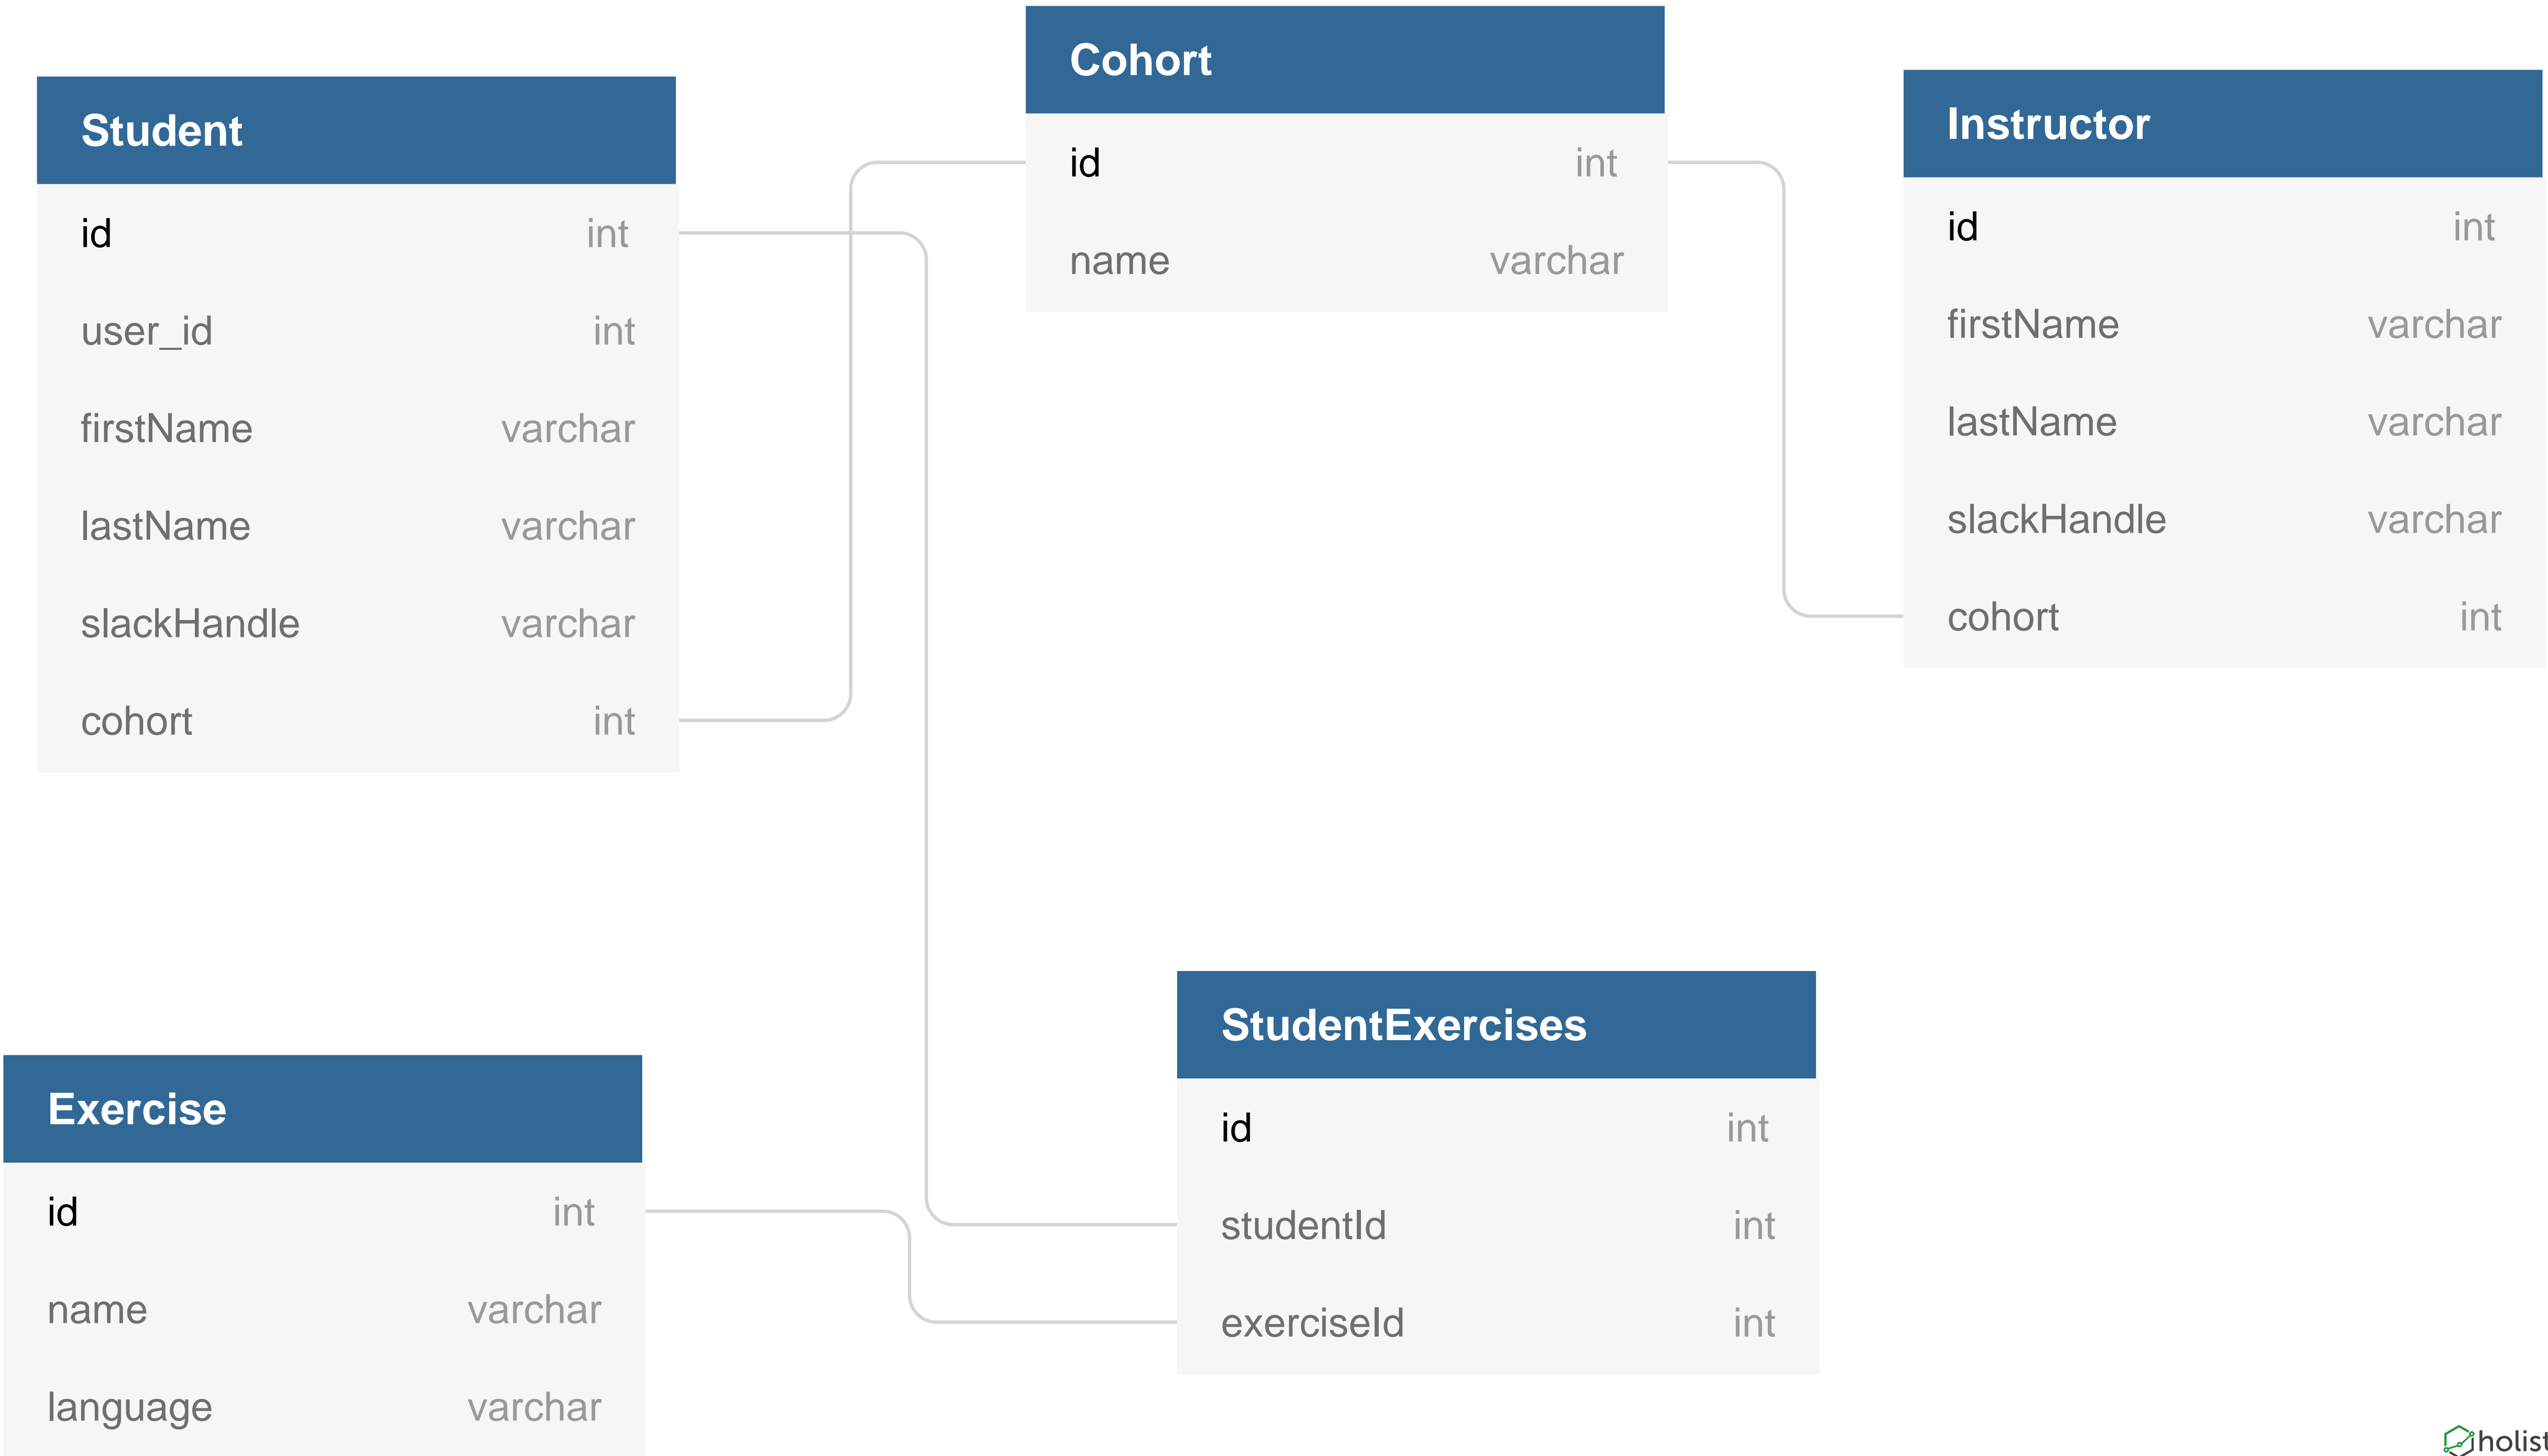 Student
id int
user_id int
firstName varchar
lastName varchar
slackHandle varchar
cohort int
Cohort
id int
name varchar
Instructor
id int
firstName varchar
lastName varchar
slackHandle varchar
cohort int
Exercise
id int
name varchar
language varchar
StudentExercises
id int
studentId int
exerciseId int
holist